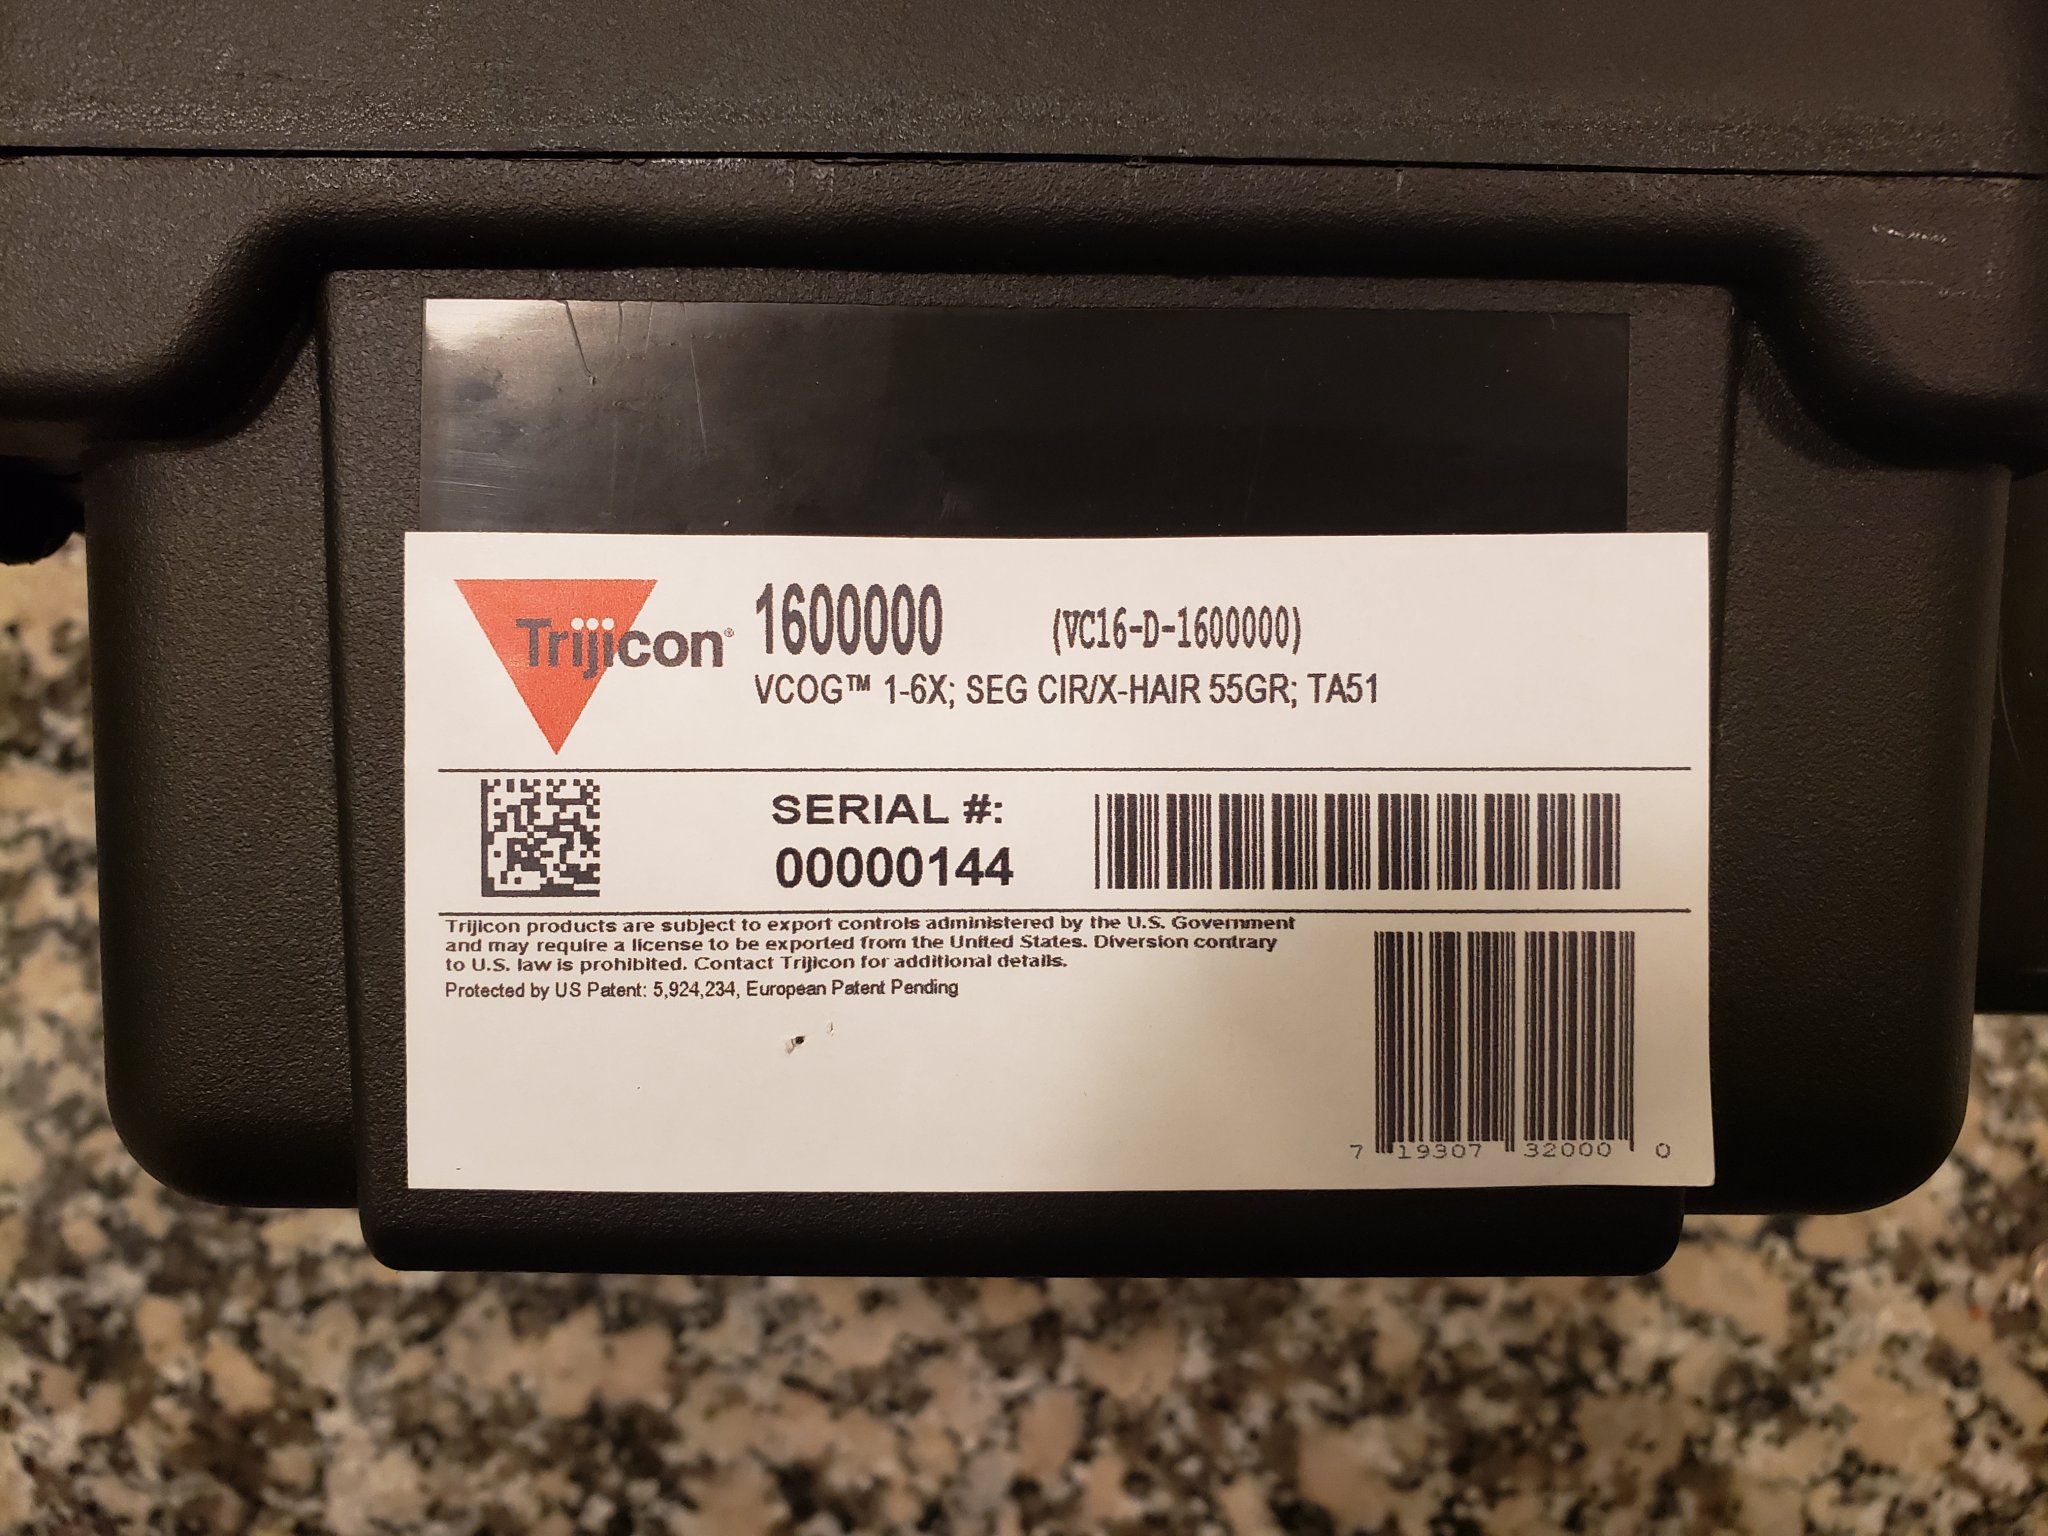 Trijicon®
1600000 (VC16-D-1600000)
VCOG™ 1-6X; SEG CIR/X-HAIR 55GR; TA51
SERIAL #:
00000144
Trijicon products are subject to export controls administered by the U.S. Government
and may require a license to be exported from the United States. Diversion contrary
to U.S. law is prohibited. Contact Trijicon for additional details.
Protected by US Patent: 5,924,234, European Patent Pending
7 19307 32000 0